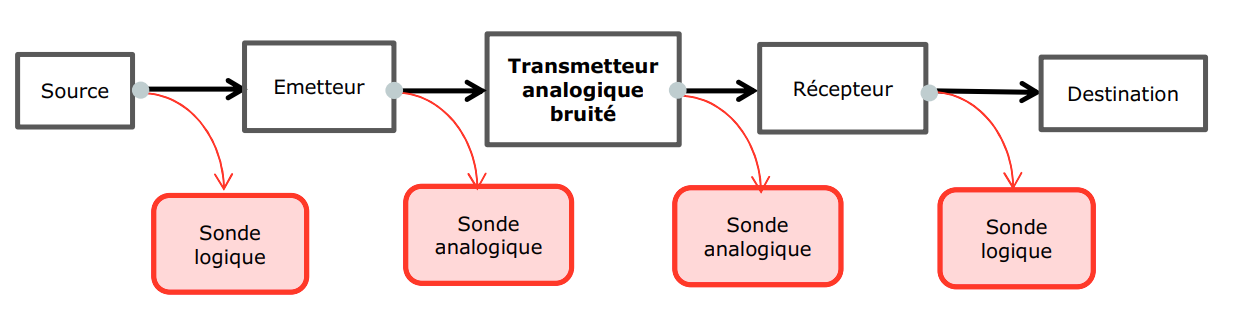 Source
Emetteur
Transmetteur
analogique
bruité
Récepteur
Destination
Sonde
logique
Sonde
analogique
Sonde
analogique
Sonde
logique